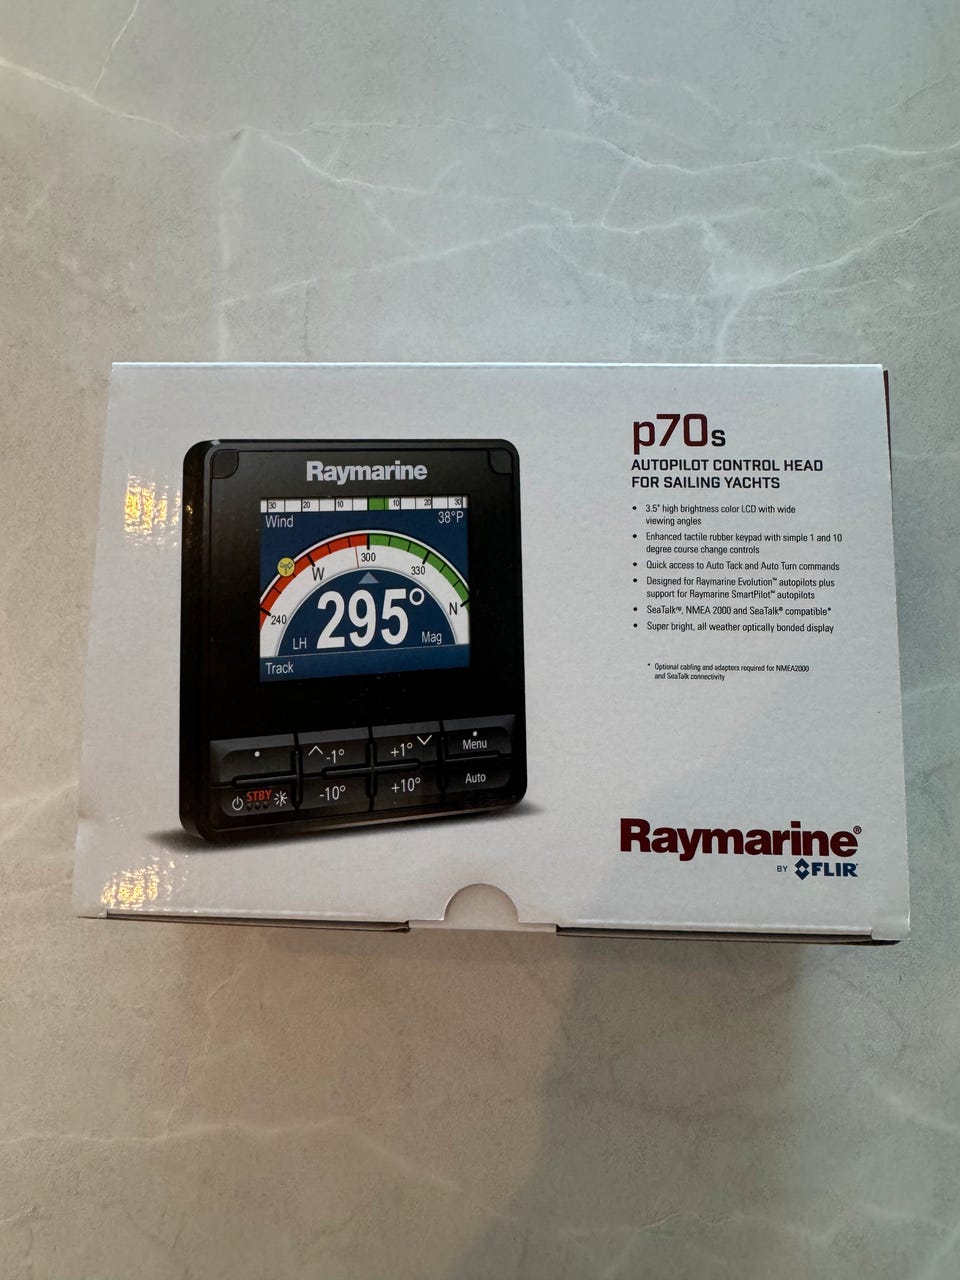 p70s
AUTOPILOT CONTROL HEAD
FOR SAILING YACHTS
• 3.5" high brightness color LCD with wide
viewing angles
• Enhanced tactile rubber keypad with simple 1 and 10
degree course change controls
• Quick access to Auto Tack and Auto Turn commands
• Designed for Raymarine Evolution™ autopilots plus
support for Raymarine SmartPilot™ autopilots
• SeaTalkng, NMEA 2000 and SeaTalk® compatible*
• Super bright, all weather optically bonded display
* Optional cabling and adapters required for NMEA2000
and SeaTalk connectivity
Raymarine
30 20 10 10 20 30
Wind 38°P
W 300 330
240 295° N
LH Mag
Track
-1° +1° Menu
STBY -10° +10° Auto
Raymarine®
BY FLIR